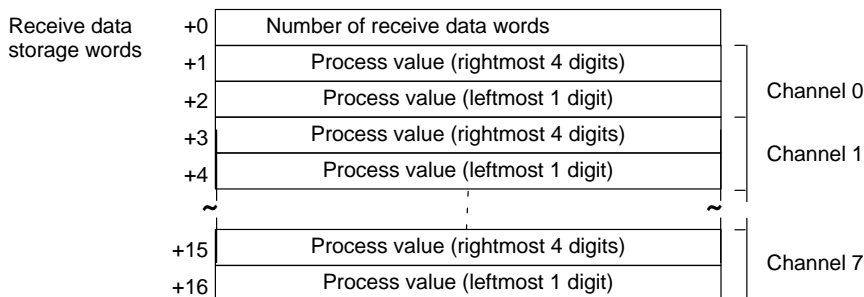 Receive data
storage words
+0 Number of receive data words
+1 Process value (rightmost 4 digits)
+2 Process value (leftmost 1 digit)
Channel 0
+3 Process value (rightmost 4 digits)
+4 Process value (leftmost 1 digit)
Channel 1
~ ~
+15 Process value (rightmost 4 digits)
+16 Process value (leftmost 1 digit)
Channel 7